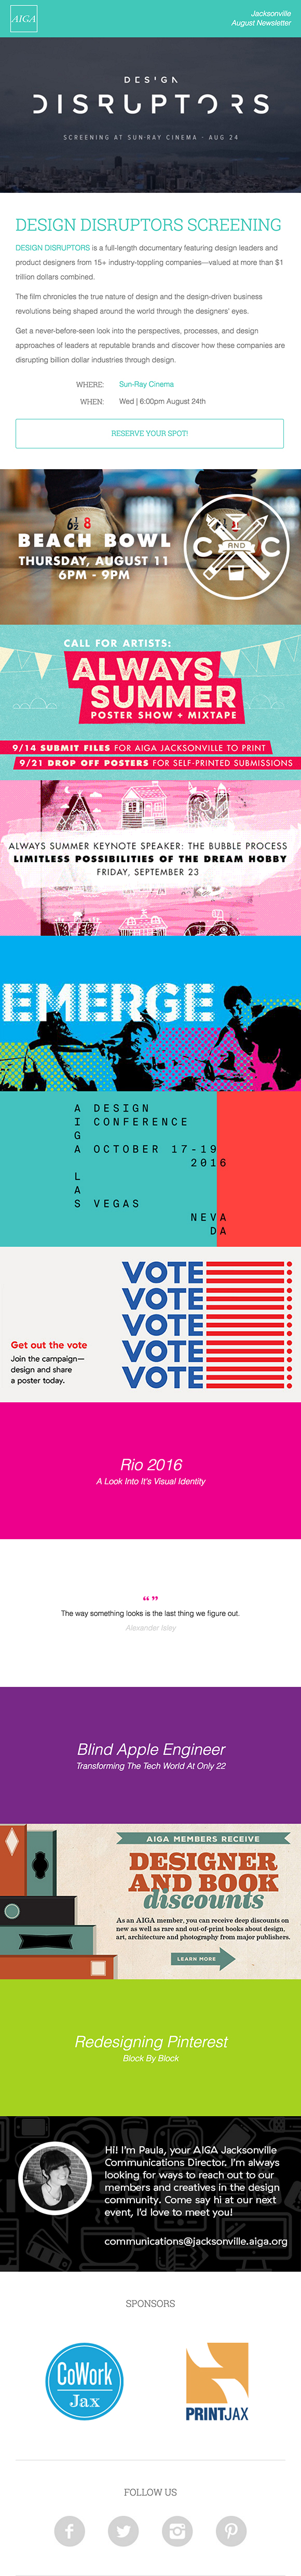 AIGA
Jacksonville
August Newsletter
DESIGN
DISRUPTORS
SCREENING AT SUN-RAY CINEMA · AUG 24
DESIGN DISRUPTORS SCREENING
DESIGN DISRUPTORS is a full-length documentary featuring design leaders and
product designers from 15+ industry-toppling companies—valued at more than $1
trillion dollars combined.
The film chronicles the true nature of design and the design-driven business
revolutions being shaped around the world through the designers' eyes.
Get a never-before-seen look into the perspectives, processes, and design
approaches of leaders at reputable brands and discover how these companies are
disrupting billion dollar industries through design.
WHERE: Sun-Ray Cinema
WHEN: Wed | 6:00pm August 24th
RESERVE YOUR SPOT!
6½ 8
BEACH BOWL
THURSDAY, AUGUST 11
6PM - 9PM
C AND C
CALL FOR ARTISTS:
ALWAYS
SUMMER
POSTER SHOW + MIXTAPE
9/14 SUBMIT FILES FOR AIGA JACKSONVILLE TO PRINT
9/21 DROP OFF POSTERS FOR SELF-PRINTED SUBMISSIONS
ALWAYS SUMMER KEYNOTE SPEAKER: THE BUBBLE PROCESS
LIMITLESS POSSIBILITIES OF THE DREAM HOBBY
FRIDAY, SEPTEMBER 23
EMERGE
A DESIGN
I CONFERENCE
G
A OCTOBER 17-19
2016
L
A
S VEGAS
NEVA
DA
VOTE
VOTE
VOTE
VOTE
VOTE
Get out the vote
Join the campaign—
design and share
a poster today.
Rio 2016
A Look Into It's Visual Identity
“ ”
The way something looks is the last thing we figure out.
Alexander Isley
Blind Apple Engineer
Transforming The Tech World At Only 22
AIGA MEMBERS RECEIVE
DESIGNER
AND BOOK
discounts
As an AIGA member, you can receive deep discounts on
new as well as rare and out-of-print books about design,
art, architecture and photography from major publishers.
LEARN MORE
Redesigning Pinterest
Block By Block
Hi! I'm Paula, your AIGA Jacksonville
Communications Director. I'm always
looking for ways to reach out to our
members and creatives in the design
community. Come say hi at our next
event, I'd love to meet you!
communications@jacksonville.aiga.org
SPONSORS
CoWork
Jax
PRINTJAX
FOLLOW US